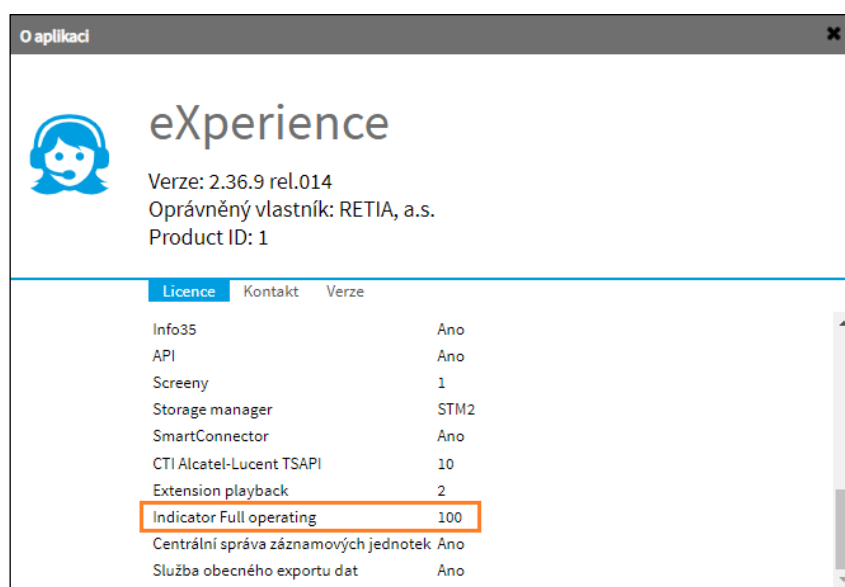 O aplikaci
eXperience
Verze: 2.36.9 rel.014
Oprávněný vlastník: RETIA, a.s.
Product ID: 1
Licence Kontakt Verze
Info35 Ano
API Ano
Screeny 1
Storage manager STM2
SmartConnector Ano
CTI Alcatel-Lucent TSAPI 10
Extension playback 2
Indicator Full operating 100
Centrální správa záznamových jednotek Ano
Služba obecného exportu dat Ano